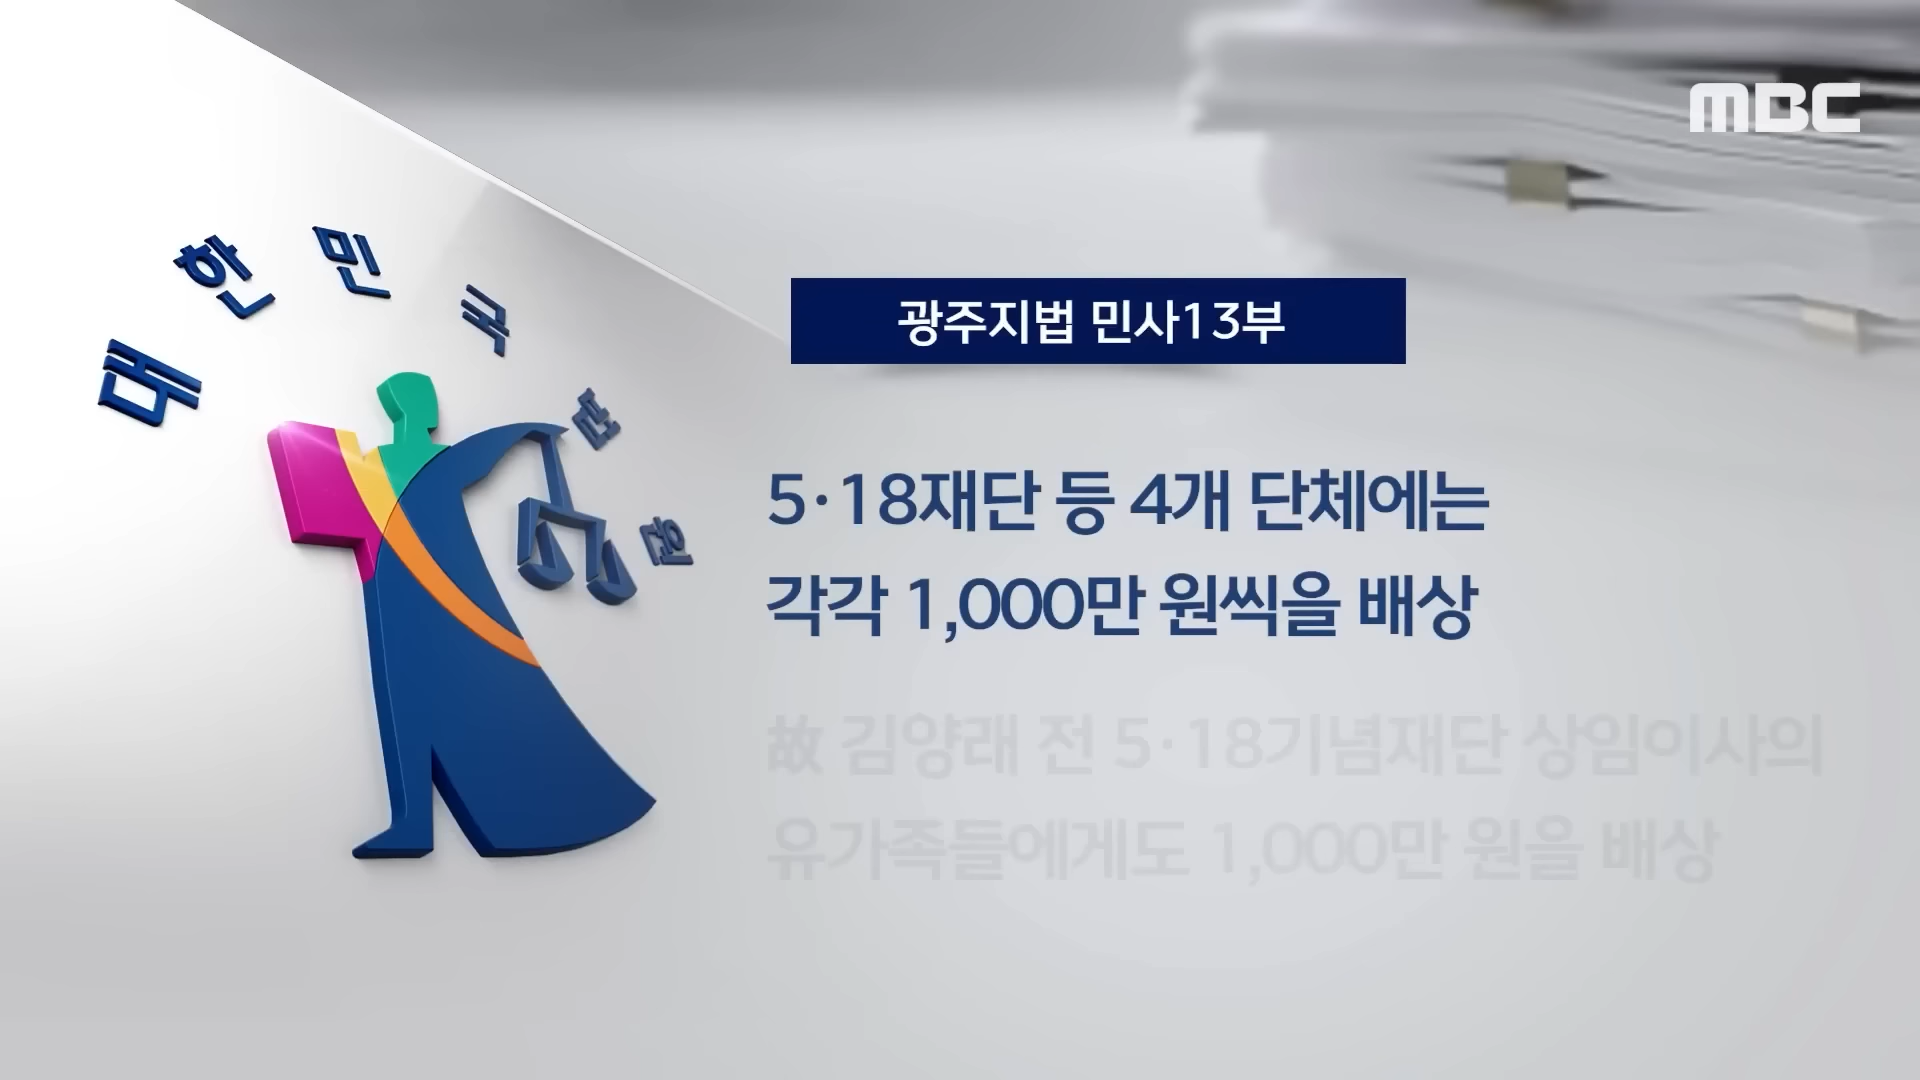 MBC
대한민국법원
광주지법 민사13부
5·18재단 등 4개 단체에는
각각 1,000만 원씩을 배상
故 김양래 전 5·18기념재단 상임이사의
유가족들에게도 1,000만 원을 배상